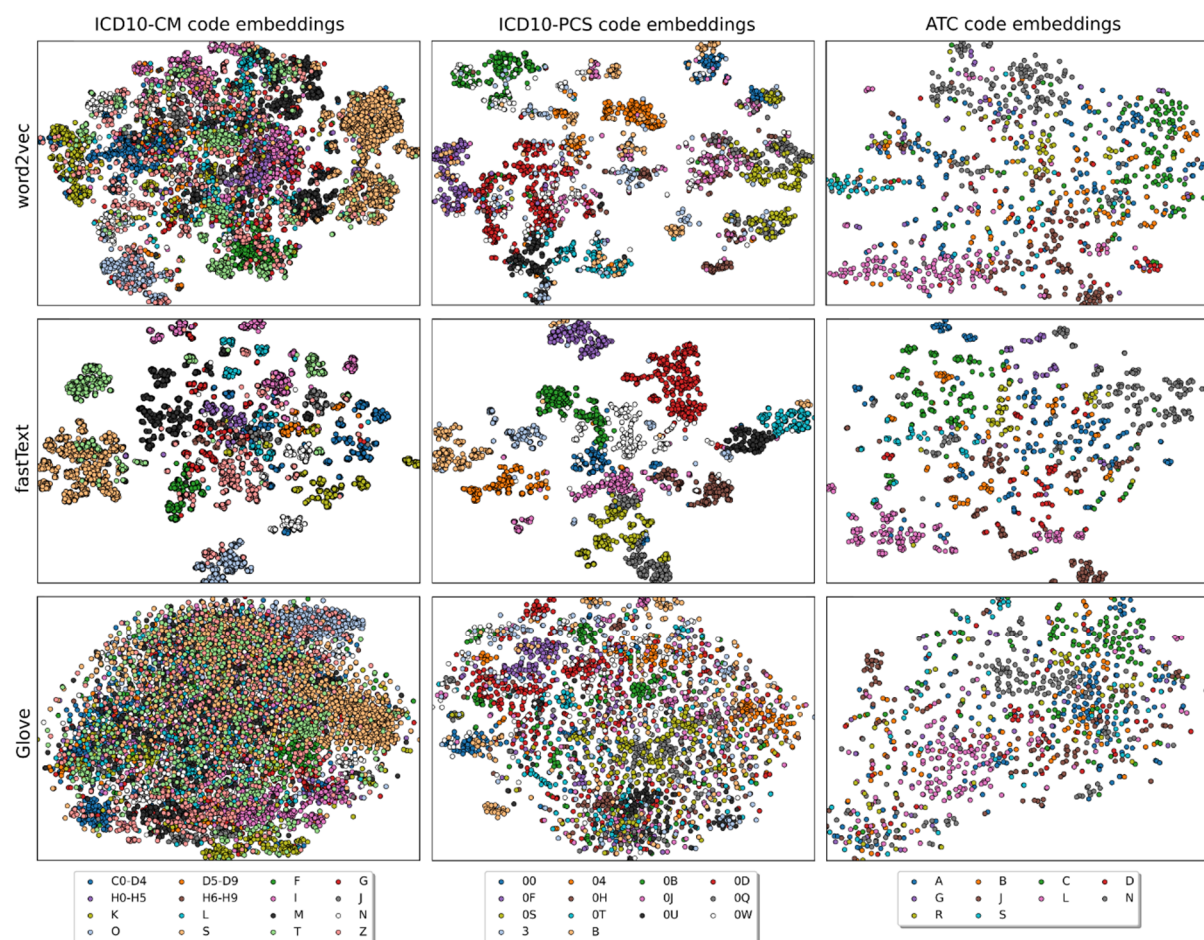 ICD10-CM code embeddings ICD10-PCS code embeddings ATC code embeddings
word2vec
fastText
Glove
C0-D4 D5-D9 F G
H0-H5 H6-H9 I J
K L M N
O S T Z
00 04 0B 0D
0F 0H 0J 0Q
0S 0T 0U 0W
3 B
A B C D
G J L N
R S